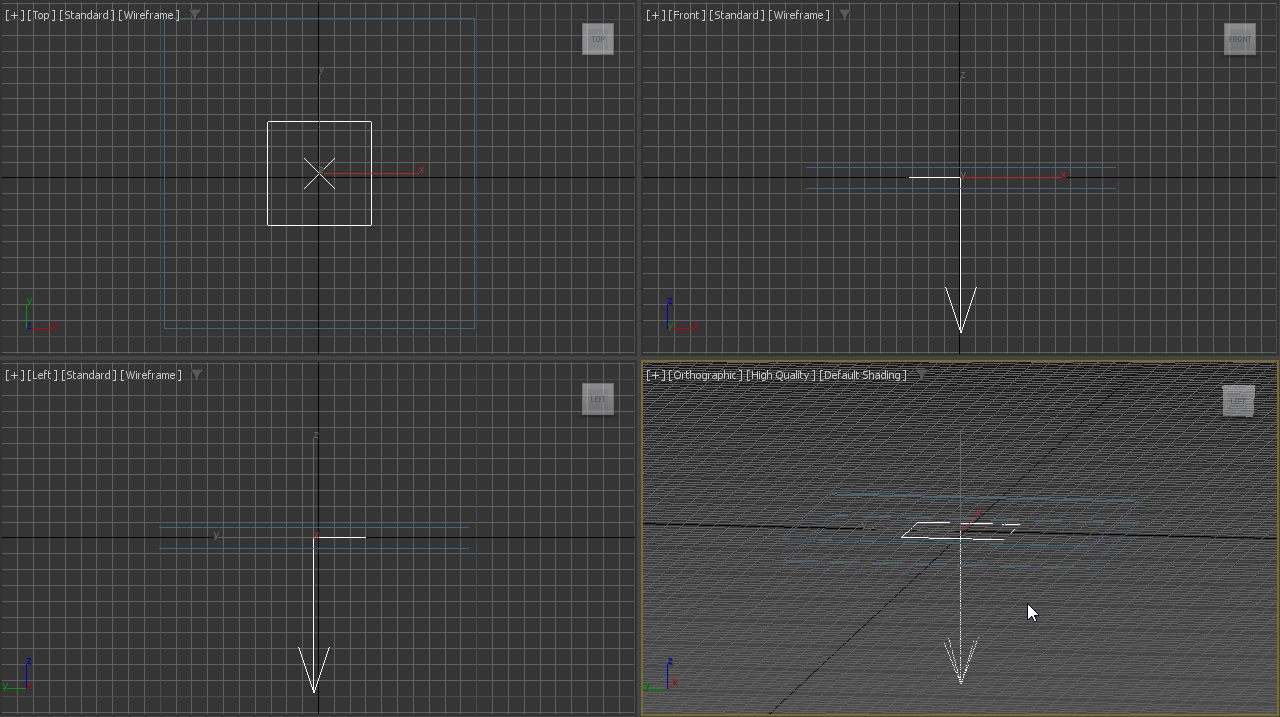 [+] [Top] [Standard] [Wireframe]
TOP
y
x
y
x
[+] [Front] [Standard] [Wireframe]
FRONT
z
y
x
z
[+] [Left] [Standard] [Wireframe]
LEFT
z
y
x
z
y
[+] [Orthographic] [High Quality] [Default Shading]
LEFT
z
y
x